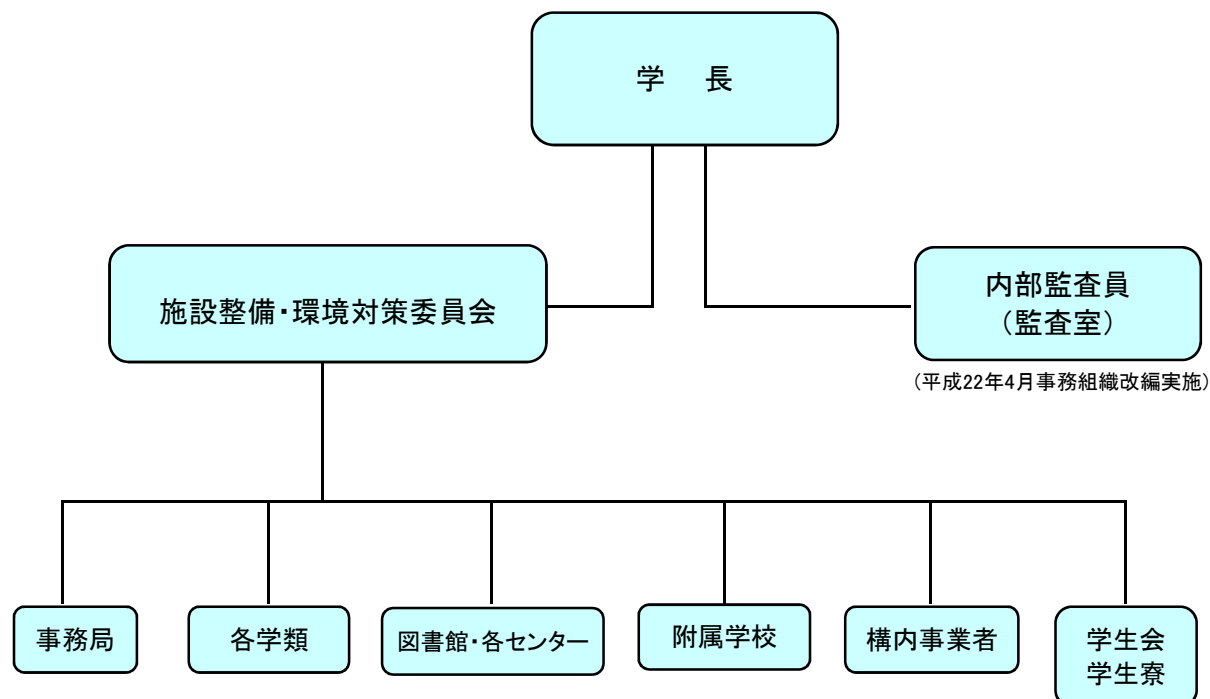 学　長
施設整備・環境対策委員会
内部監査員
（監査室）
（平成22年4月事務組織改編実施）
事務局
各学類
図書館・各センター
附属学校
構内事業者
学生会
学生寮